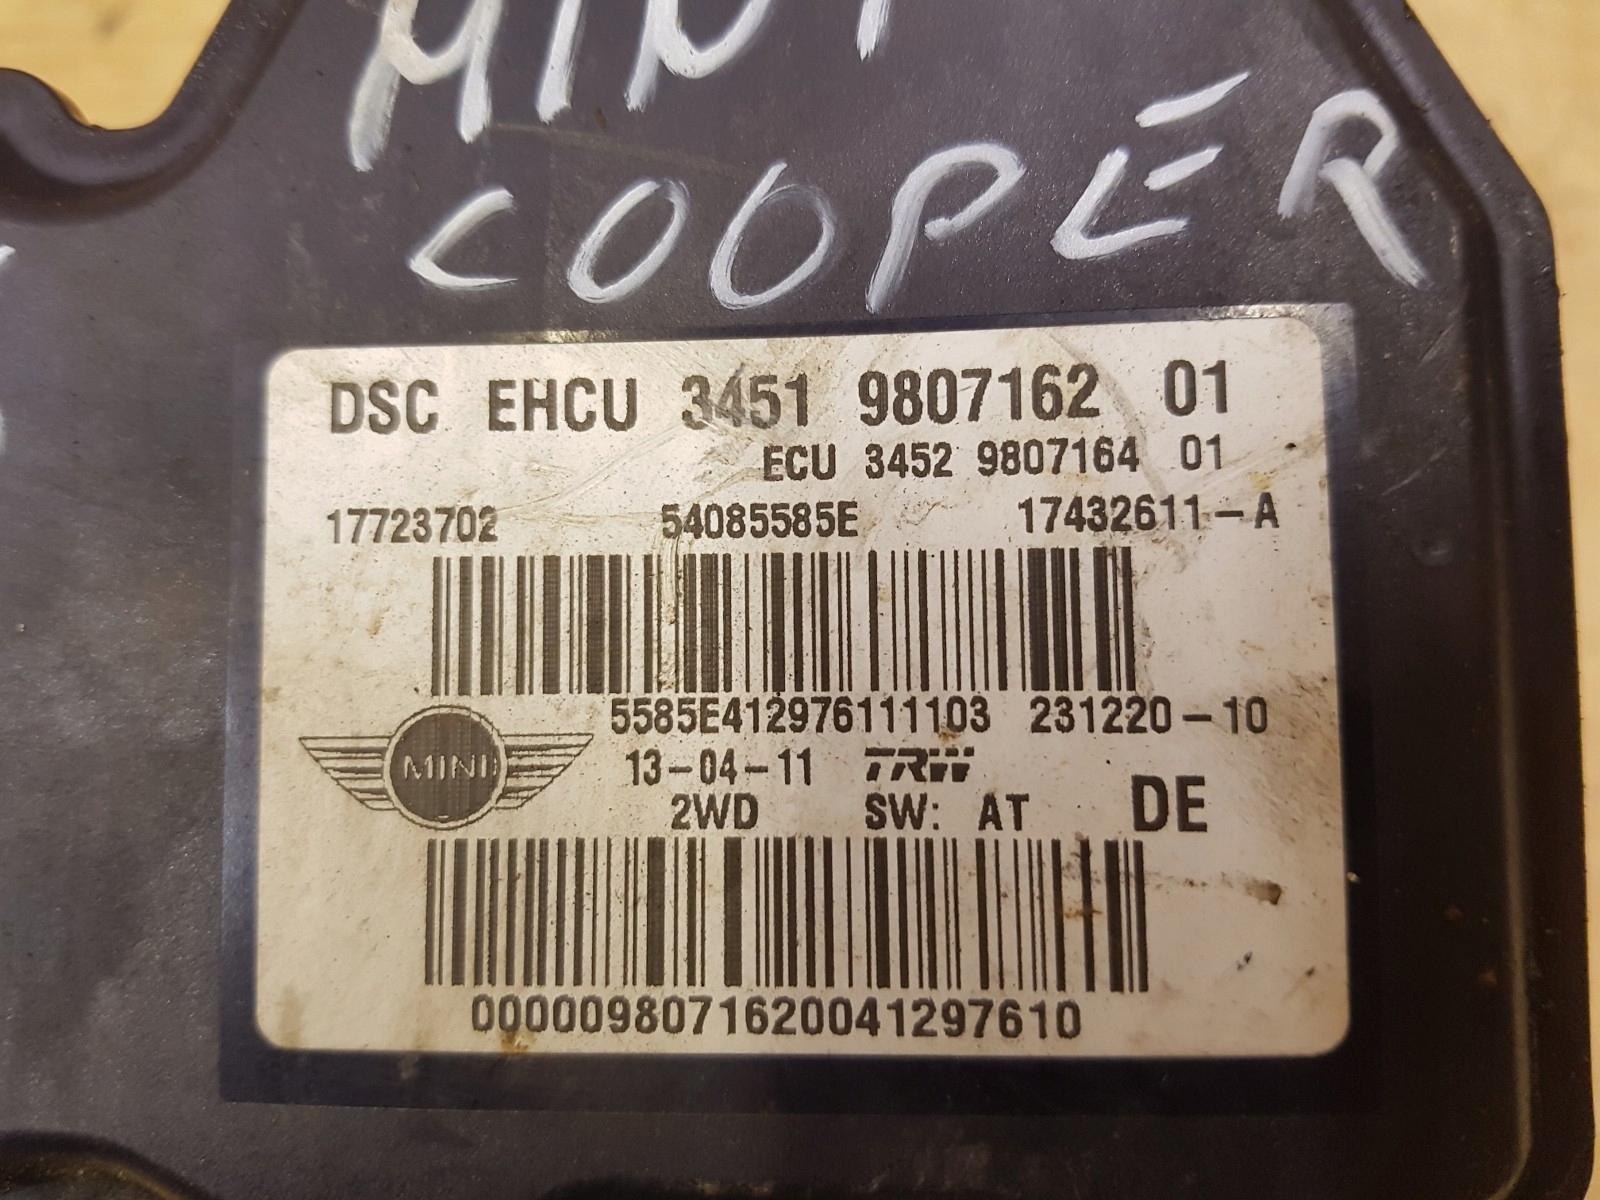 MINI
COOPER
DSC EHCU 3451 9807162 01
ECU 3452 9807164 01
17723702 54085585E 17432611-A
5585E412976111103 231220-10
MINI
13-04-11 TRW
2WD SW: AT DE
0000098071620041297610